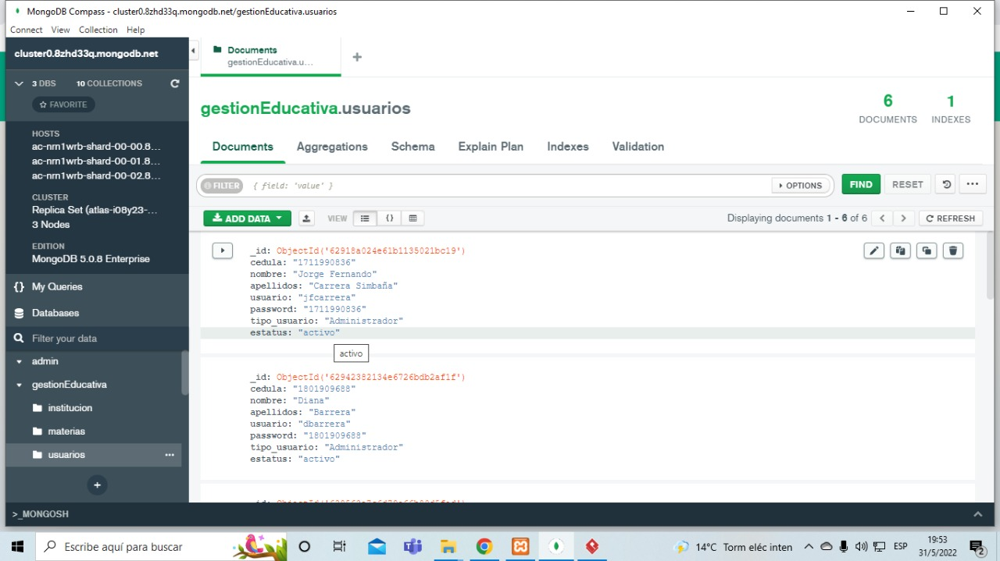 MongoDB Compass - cluster0.8zhd33q.mongodb.net/gestionEducativa.usuarios
Connect View Collection Help
cluster0.8zhd33q.mongodb.net
3 DBS 10 COLLECTIONS
FAVORITE
HOSTS
ac-nm1wrb-shard-00-00.8...
ac-nm1wrb-shard-00-01.8...
ac-nm1wrb-shard-00-02.8...
CLUSTER
Replica Set (atlas-i08y23-...
3 Nodes
EDITION
MongoDB 5.0.8 Enterprise
{} My Queries
Databases
Filter your data
admin
gestionEducativa
institucion
materias
usuarios ...
+
>_MONGOSH
Documents
gestionEducativa.u...
+
gestionEducativa.usuarios
6
DOCUMENTS
1
INDEXES
Documents Aggregations Schema Explain Plan Indexes Validation
FILTER { field: 'value' } OPTIONS FIND RESET ...
ADD DATA VIEW {} Displaying documents 1 - 6 of 6 < > REFRESH
_id: ObjectId('62918a024e61b1135021bc19')
cedula: "1711990836"
nombre: "Jorge Fernando"
apellidos: "Carrera Simbaña"
usuario: "jfcarrera"
password: "1711990836"
tipo_usuario: "Administrador"
estatus: "activo"
activo
_id: ObjectId('62942382134e6726bdb2af1f')
cedula: "1801909688"
nombre: "Diana"
apellidos: "Barrera"
usuario: "dbarrera"
password: "1801909688"
tipo_usuario: "Administrador"
estatus: "activo"
Escribe aquí para buscar
14°C Torm eléc inten ESP
19:53
31/5/2022
2